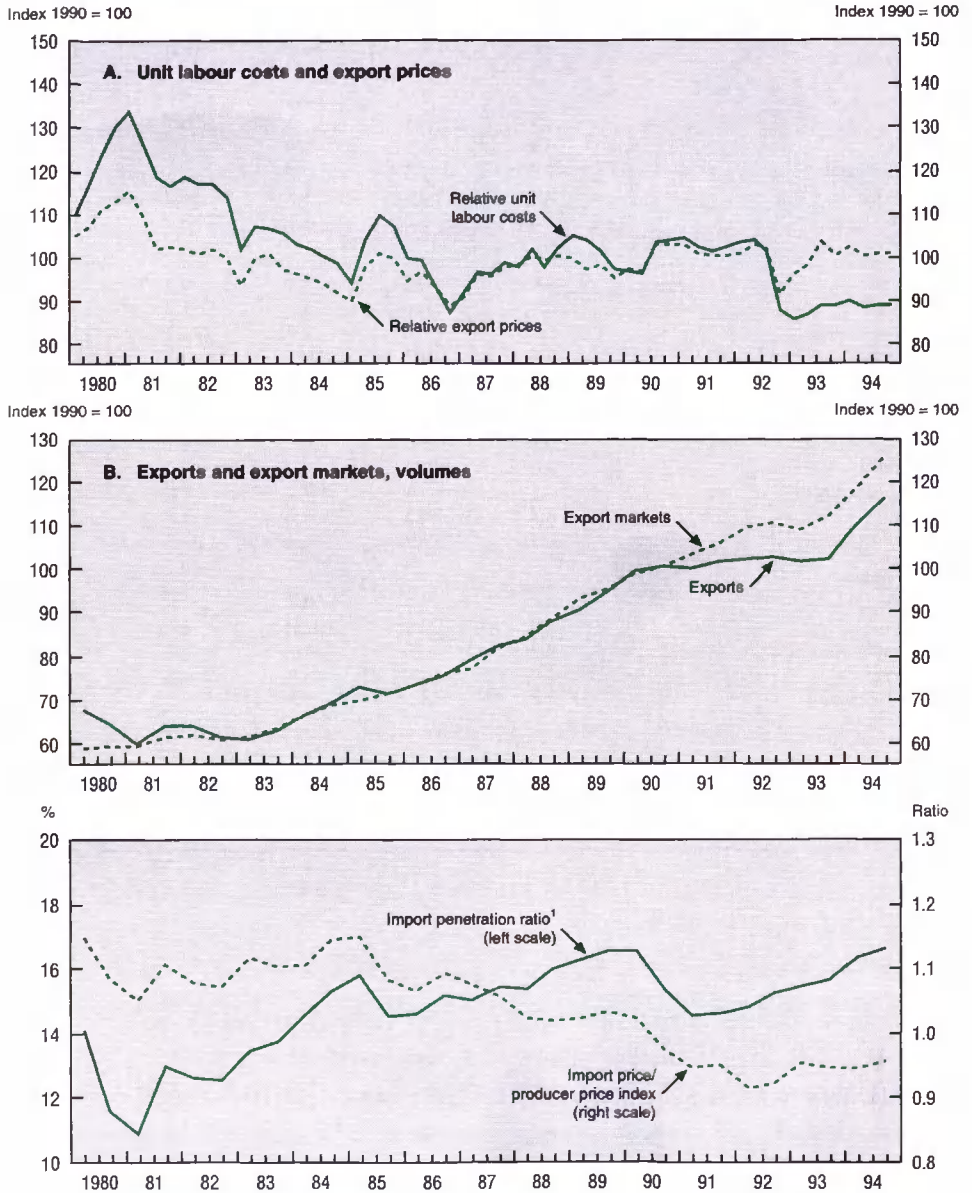 Index 1990 = 100 Index 1990 = 100
150 150
A. Unit labour costs and export prices
140 140
130 130
120 120
Relative unit
labour costs
110 110
100 100
90 90
Relative export prices
80 80
1980 81 82 83 84 85 86 87 88 89 90 91 92 93 94
Index 1990 = 100 Index 1990 = 100
130 130
B. Exports and export markets, volumes
120 120
Export markets
110 110
100 100
Exports
90 90
80 80
70 70
60 60
1980 81 82 83 84 85 86 87 88 89 90 91 92 93 94
% Ratio
20 1.3
18 1.2
Import penetration ratio¹
(left scale)
16 1.1
14 1.0
Import price/
producer price index
(right scale)
12 0.9
10 0.8
1980 81 82 83 84 85 86 87 88 89 90 91 92 93 94